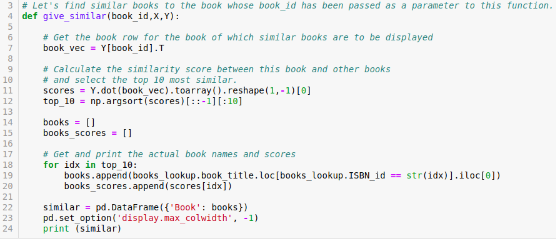 3 # Let's find similar books to the book whose book_id has been passed as a parameter to this function.
4 def give_similar(book_id,X,Y):
5
6     # Get the book row for the book of which similar books are to be displayed
7     book_vec = Y[book_id].T
8
9     # Calculate the similarity score between this book and other books
10     # and select the top 10 most similar.
11     scores = Y.dot(book_vec).toarray().reshape(1,-1)[0]
12     top_10 = np.argsort(scores)[::-1][:10]
13
14     books = []
15     books_scores = []
16
17     # Get and print the actual book names and scores
18     for idx in top_10:
19         books.append(books_lookup.book_title.loc[books_lookup.ISBN_id == str(idx)].iloc[0])
20         books_scores.append(scores[idx])
21
22     similar = pd.DataFrame({'Book': books})
23     pd.set_option('display.max_colwidth', -1)
24     print (similar)